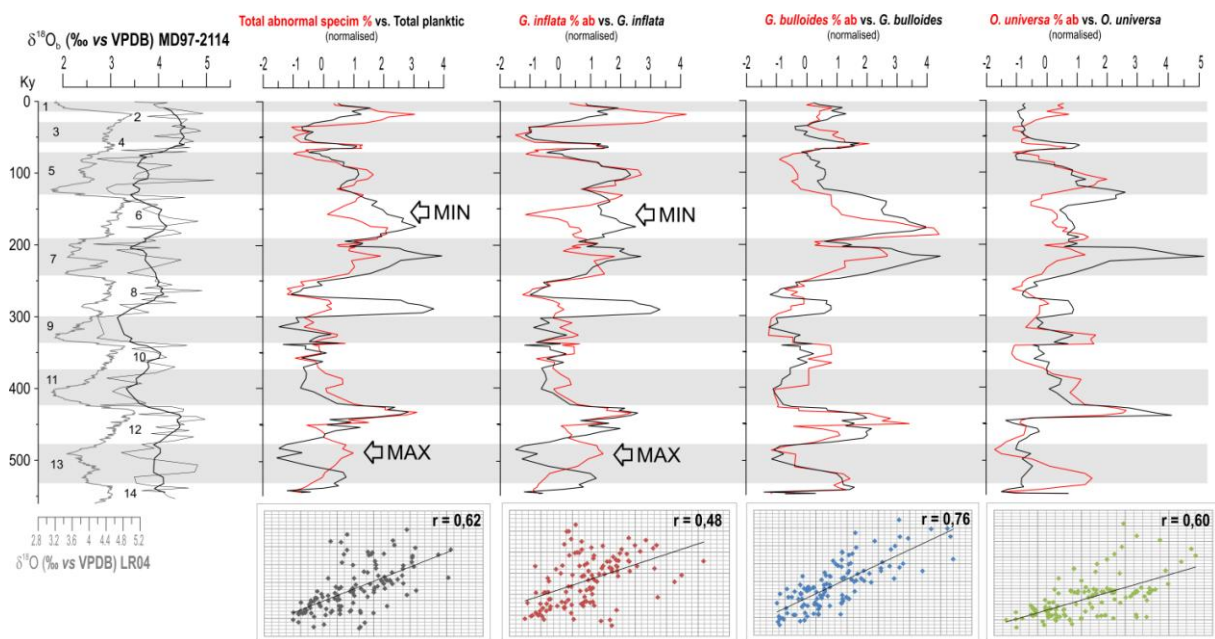 Total abnormal specim % vs Total planktic
(normalised)
G. inflata % ab vs G. inflata
(normalised)
G. bulloides % ab vs G. bulloides
(normalised)
O. universa % ab vs O. universa
(normalised)
δ¹⁸Ob (‰ vs VPDB) MD97-2114
Ky 2 3 4 5
-2 -1 0 1 2 3 4
-2 -1 0 1 2 3 4
-2 -1 0 1 2 3 4
-2 -1 0 1 2 3 4 5
0
100
200
300
400
500
1
2
3
4
5
6
7
8
9
10
11
12
13
14
MIN
MIN
MAX
MAX
2.8 3.2 3.6 4 4.4 4.8 5.2
δ¹⁸O (‰ vs VPDB) LR04
r = 0,62
r = 0,48
r = 0,76
r = 0,60